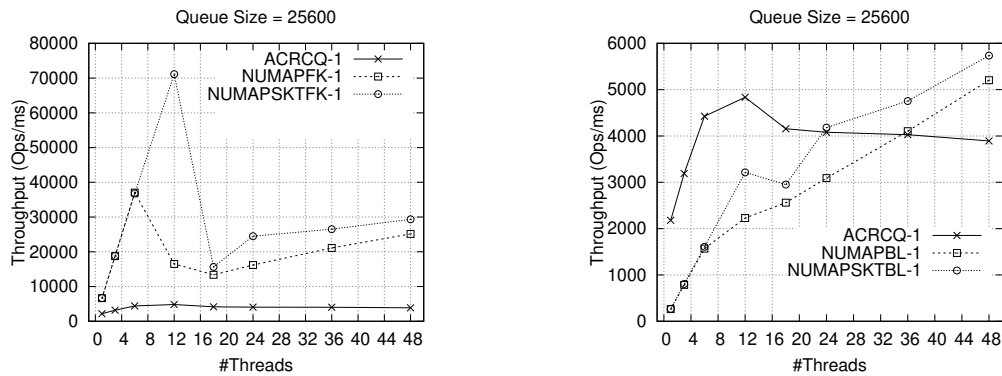 Queue Size = 25600
80000
70000
60000
50000
40000
30000
20000
10000
0
Throughput (Ops/ms)
ACRCQ-1
NUMAPFK-1
NUMAPSKTFK-1
0 4 8 12 16 20 24 28 32 36 40 44 48
#Threads
Queue Size = 25600
6000
5000
4000
3000
2000
1000
0
Throughput (Ops/ms)
ACRCQ-1
NUMAPBL-1
NUMAPSKTBL-1
0 4 8 12 16 20 24 28 32 36 40 44 48
#Threads